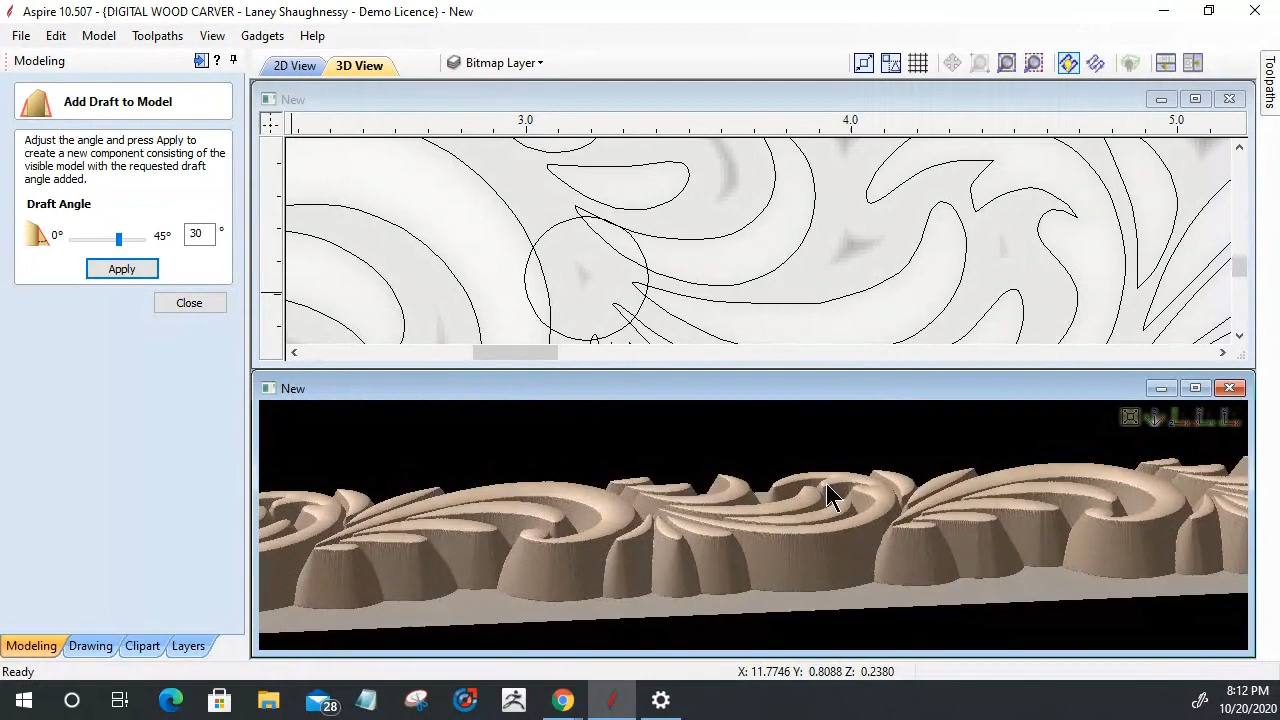 Aspire 10.507 - {DIGITAL WOOD CARVER - Laney Shaughnessy - Demo Licence} - New
File Edit Model Toolpaths View Gadgets Help
Modeling ?
2D View 3D View Bitmap Layer
Toolpaths
Add Draft to Model
Adjust the angle and press Apply to
create a new component consisting of the
visible model with the requested draft
angle added.
Draft Angle
0° 45° 30 °
Apply
Close
New
3.0 4.0 5.0
New
Modeling Drawing Clipart Layers
Ready X: 11.7746 Y: 0.8088 Z: 0.2380
28
8:12 PM
10/20/2020